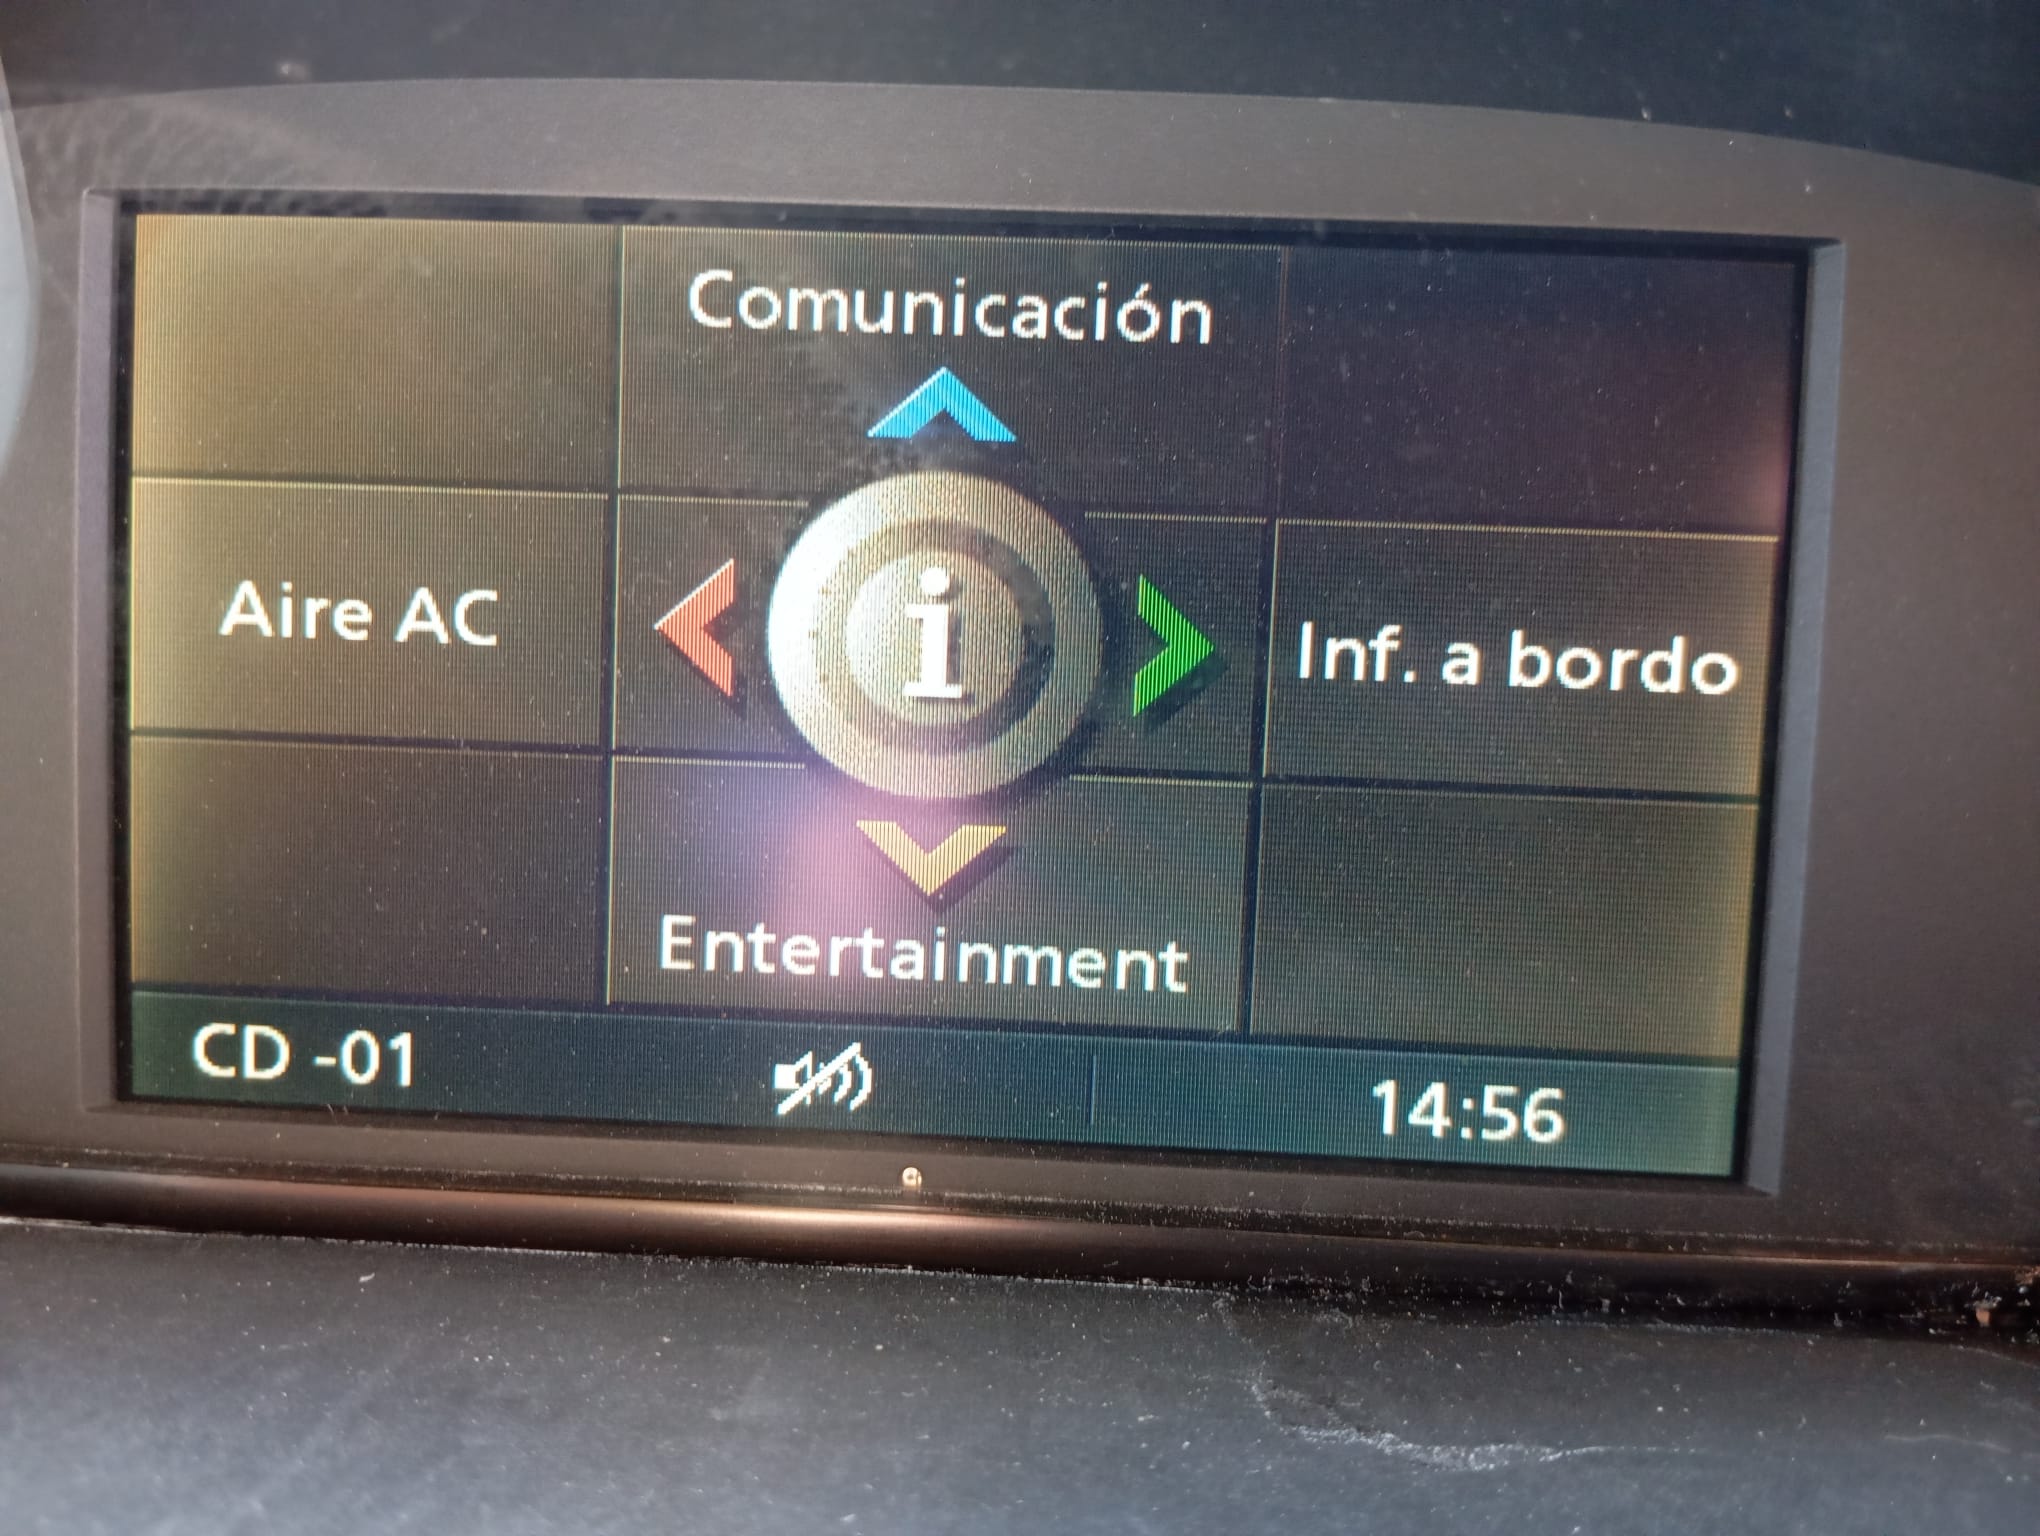 Comunicación
Aire AC
i
Inf. a bordo
Entertainment
CD -01
14:56